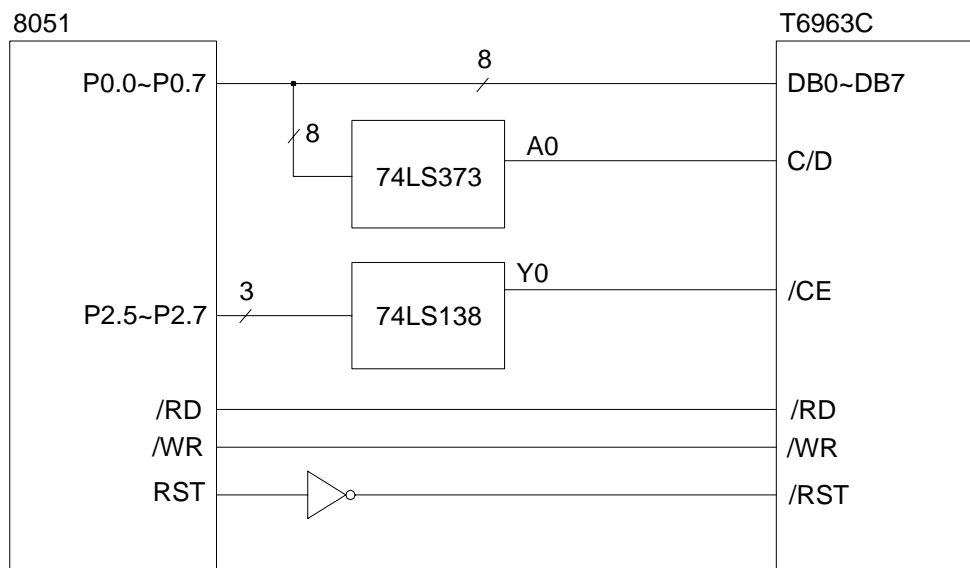 8051
T6963C
P0.0~P0.7
8
DB0~DB7
8
74LS373
A0
C/D
P2.5~P2.7
3
74LS138
Y0
/CE
/RD
/RD
/WR
/WR
RST
/RST